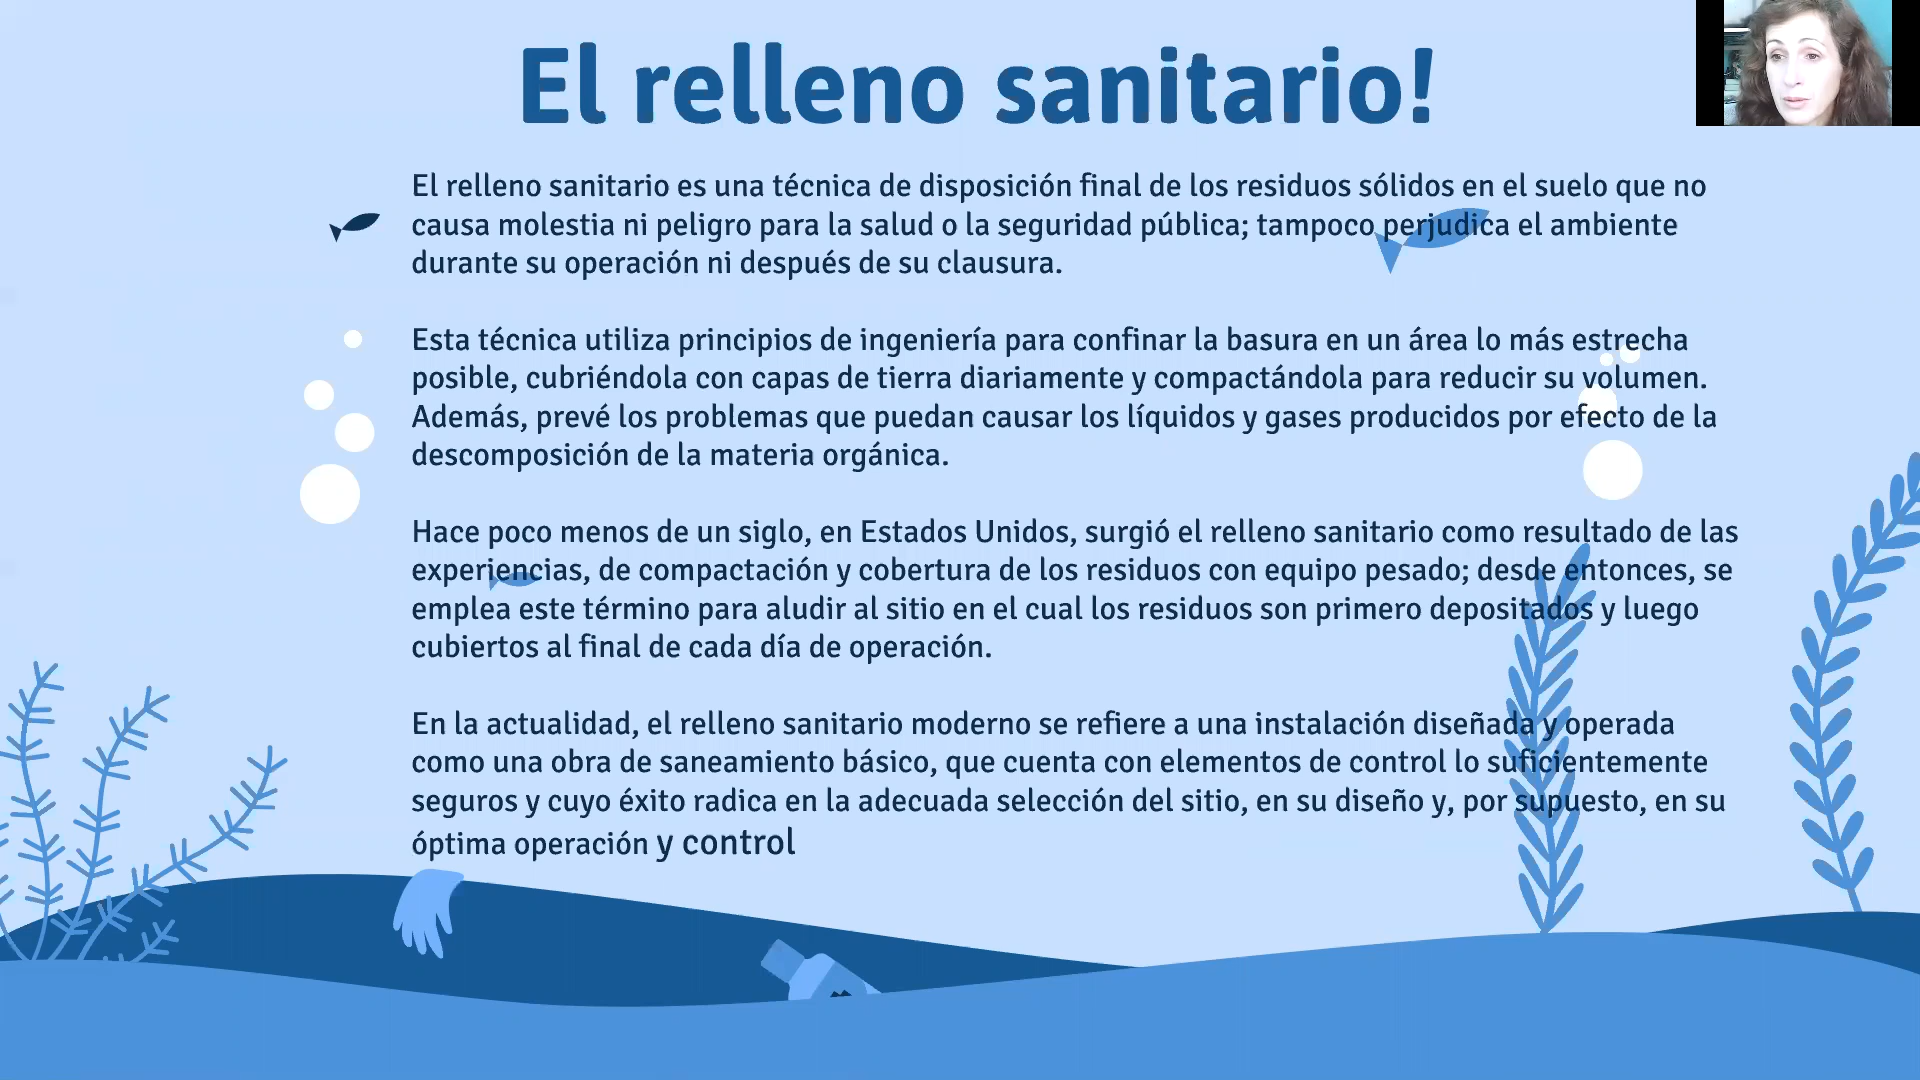 El relleno sanitario!
El relleno sanitario es una técnica de disposición final de los residuos sólidos en el suelo que no
causa molestia ni peligro para la salud o la seguridad pública; tampoco perjudica el ambiente
durante su operación ni después de su clausura.
Esta técnica utiliza principios de ingeniería para confinar la basura en un área lo más estrecha
posible, cubriéndola con capas de tierra diariamente y compactándola para reducir su volumen.
Además, prevé los problemas que puedan causar los líquidos y gases producidos por efecto de la
descomposición de la materia orgánica.
Hace poco menos de un siglo, en Estados Unidos, surgió el relleno sanitario como resultado de las
experiencias, de compactación y cobertura de los residuos con equipo pesado; desde entonces, se
emplea este término para aludir al sitio en el cual los residuos son primero depositados y luego
cubiertos al final de cada día de operación.
En la actualidad, el relleno sanitario moderno se refiere a una instalación diseñada y operada
como una obra de saneamiento básico, que cuenta con elementos de control lo suficientemente
seguros y cuyo éxito radica en la adecuada selección del sitio, en su diseño y, por supuesto, en su
óptima operación y control